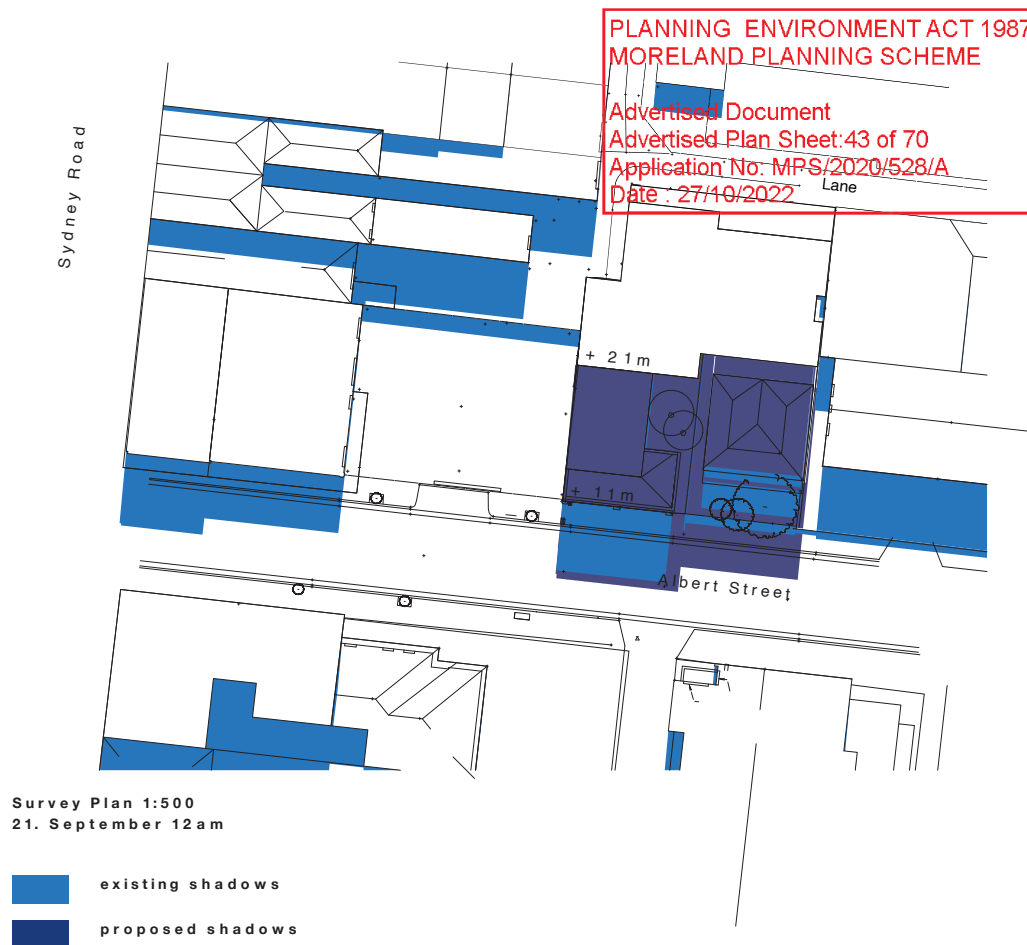 PLANNING ENVIRONMENT ACT 1987
MORELAND PLANNING SCHEME
Advertised Document
Advertised Plan Sheet:43 of 70
Application No: MPS/2020/528/A
Date : 27/10/2022
Lane
Sydney Road
+ 21m
+ 11m
Albert Street
Survey Plan 1:500
21. September 12am
existing shadows
proposed shadows